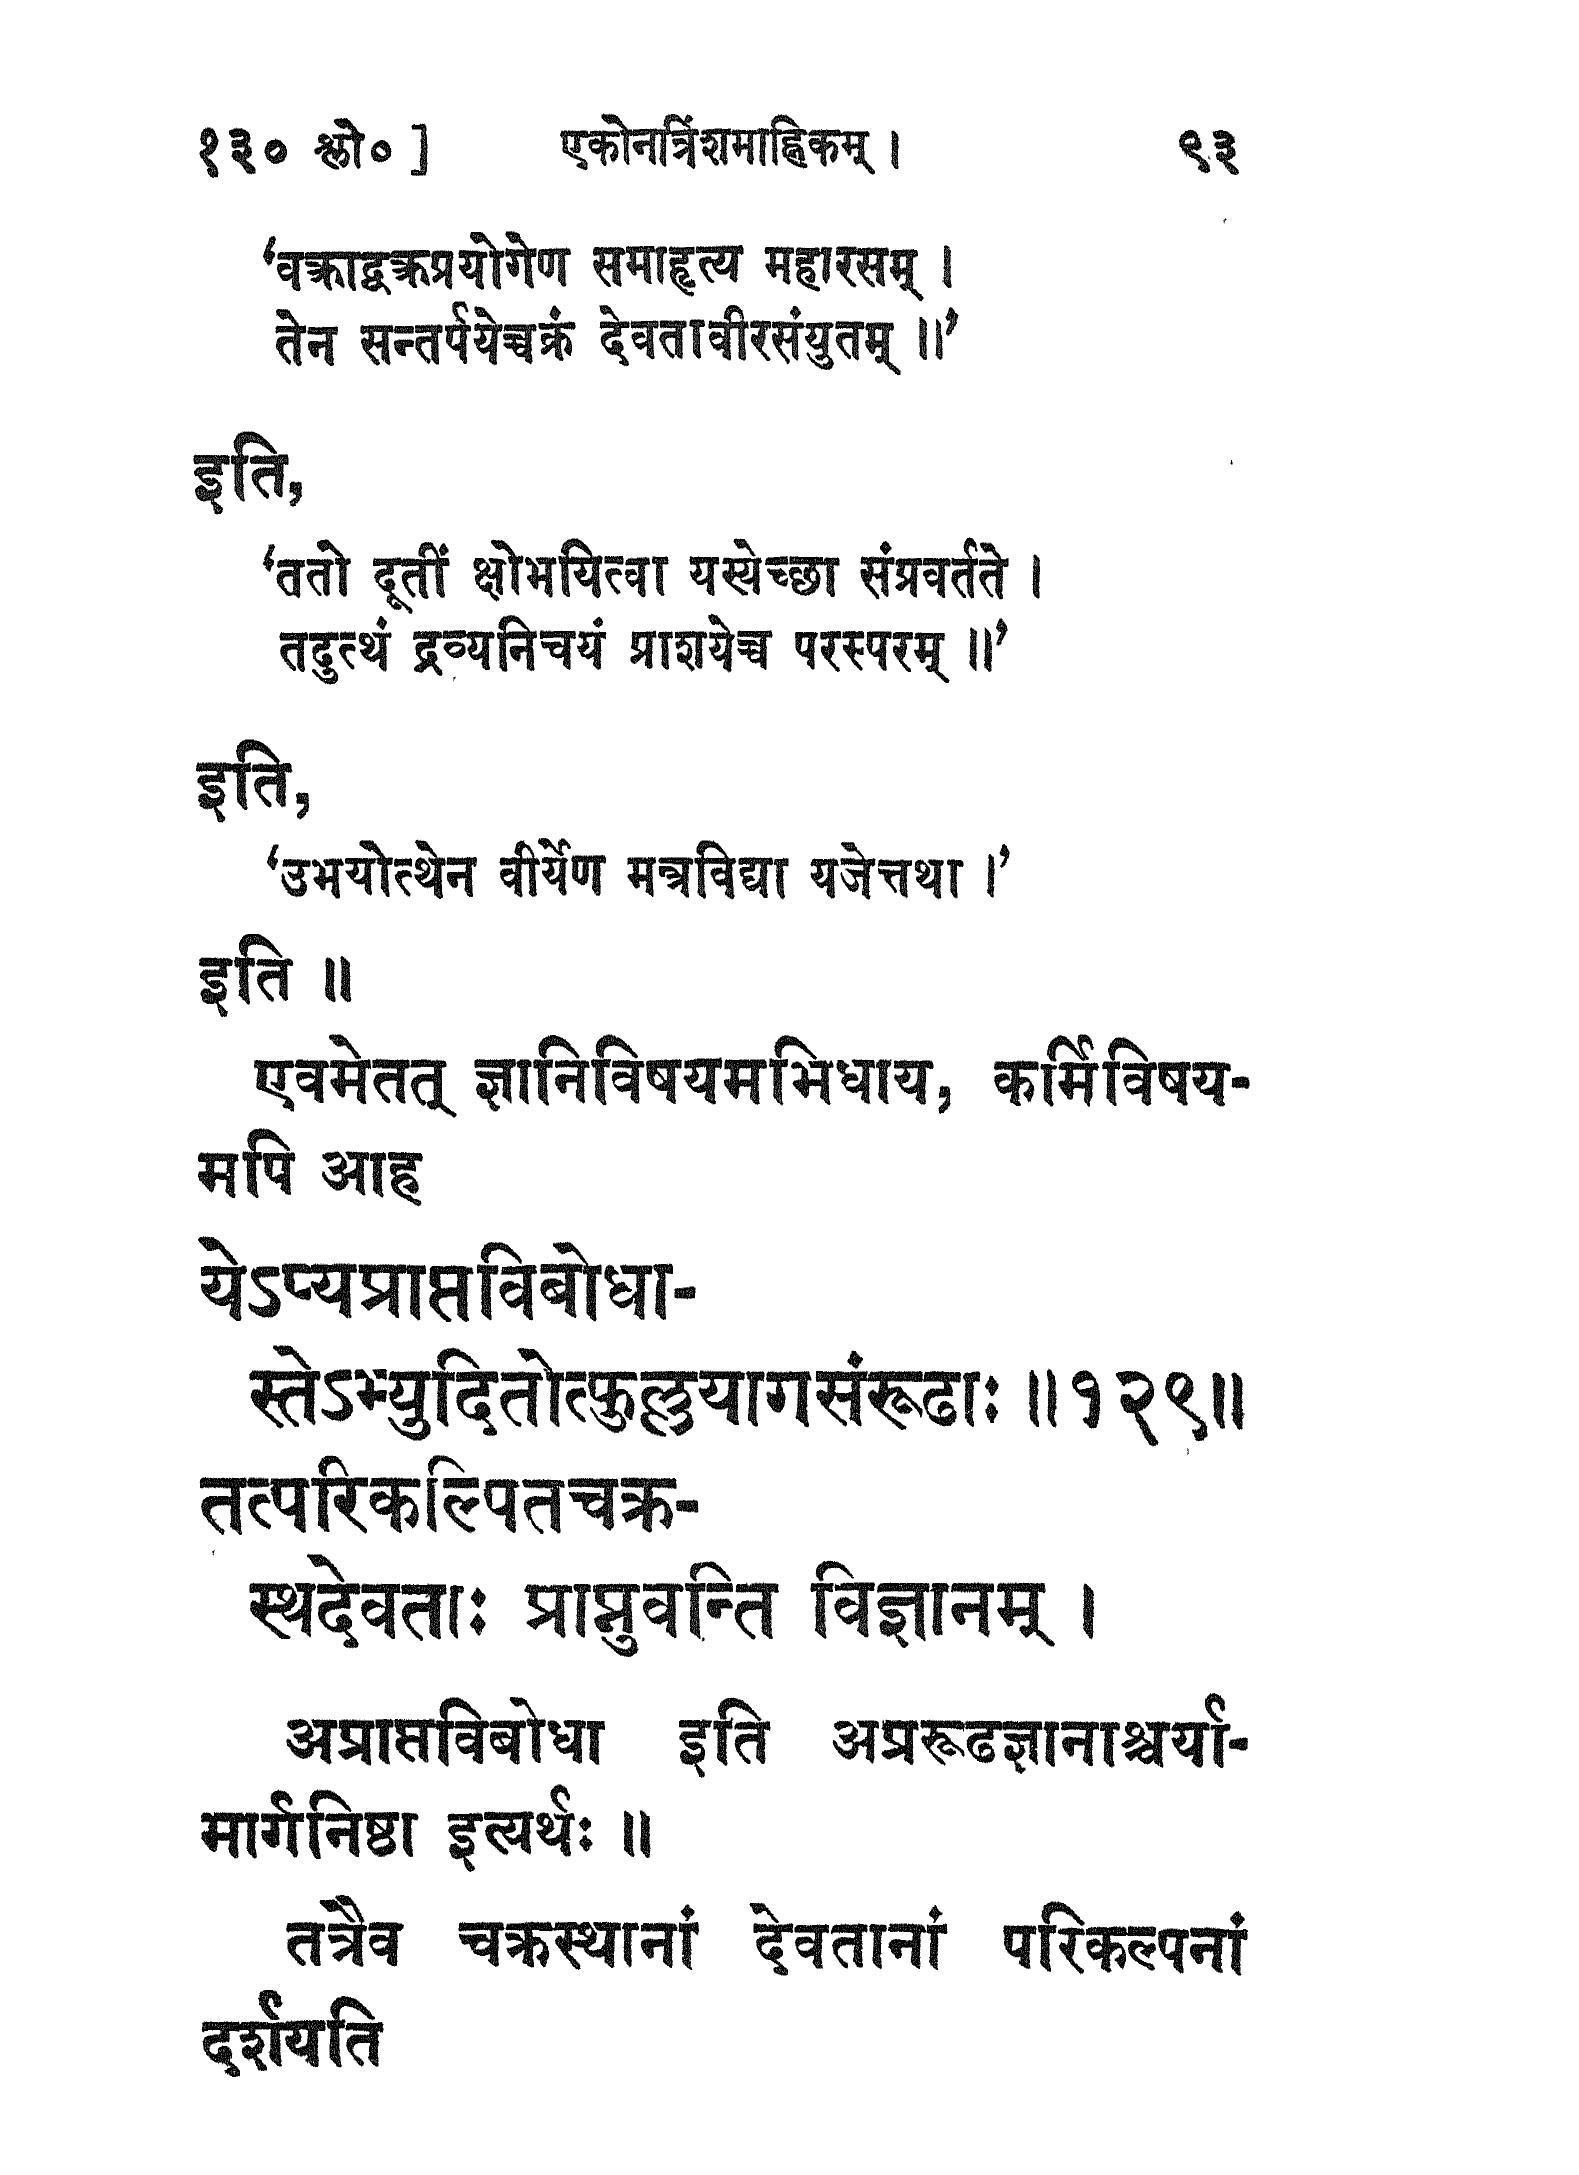 १३० श्लो० ] एकोनत्रिंशमाह्निकम् । ९३
‘वक्त्राद्वक्त्रप्रयोगेण समाहृत्य महारसम् ।
तेन सन्तर्पयेच्चक्रं देवतावीरसंयुतम् ॥’
इति,
‘ततो दूतीं क्षोभयित्वा यस्येच्छा संप्रवर्तते ।
तदुत्थं द्रव्यनिचयं प्राशयेच्च परस्परम् ॥’
इति,
‘उभयोत्थेन वीर्येण मन्त्रविद्या यजेत्तथा ।’
इति ॥
एवमेतत् ज्ञानिविषयमभिधाय, कर्मिविषय-
मपि आह
येऽप्यप्राप्तविबोधा-
स्तेऽभ्युदितोत्फुल्लयागसंरूढाः ॥१२९॥
तत्परिकल्पितचक्र-
स्थदेवताः प्राप्नुवन्ति विज्ञानम् ।
अप्राप्तविबोधा इति अप्ररूढज्ञानाश्चर्या-
मार्गनिष्ठा इत्यर्थः ॥
तत्रैव चक्रस्थानां देवतानां परिकल्पनां
दर्शयति